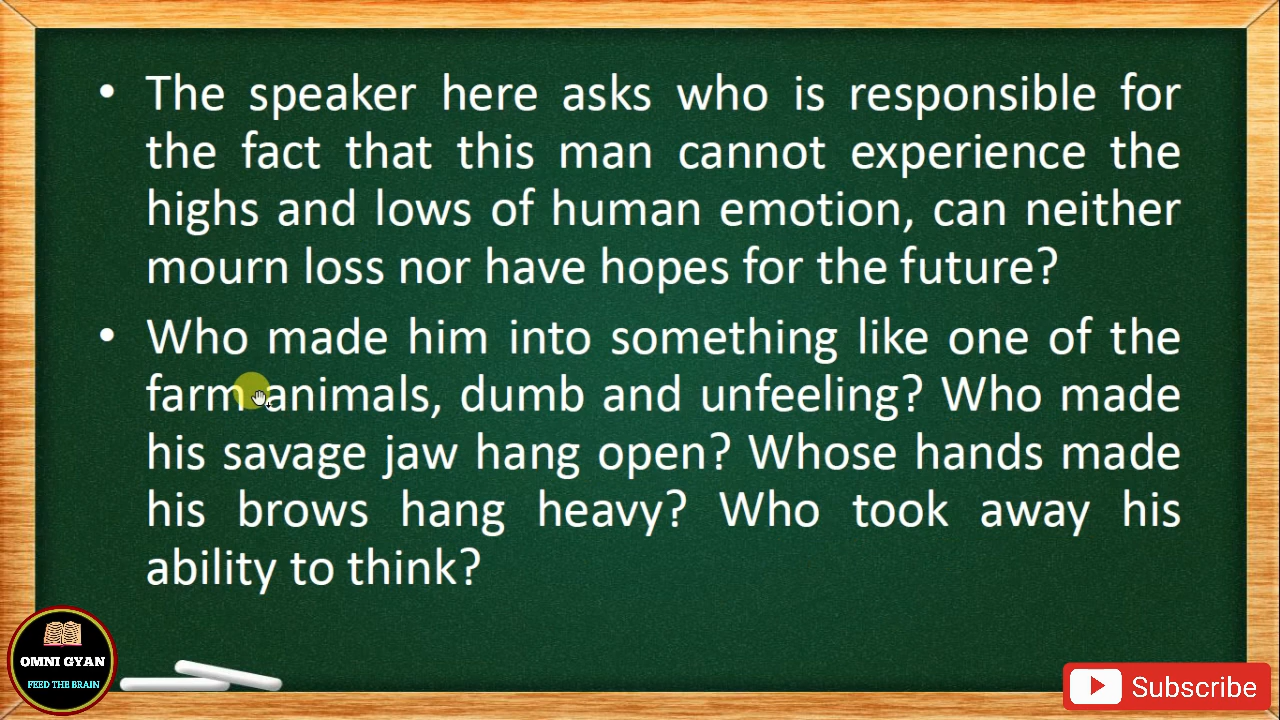 • The speaker here asks who is responsible for
the fact that this man cannot experience the
highs and lows of human emotion, can neither
mourn loss nor have hopes for the future?
• Who made him into something like one of the
farm animals, dumb and unfeeling? Who made
his savage jaw hang open? Whose hands made
his brows hang heavy? Who took away his
ability to think?
OMNI GYAN
FEED THE BRAIN
Subscribe